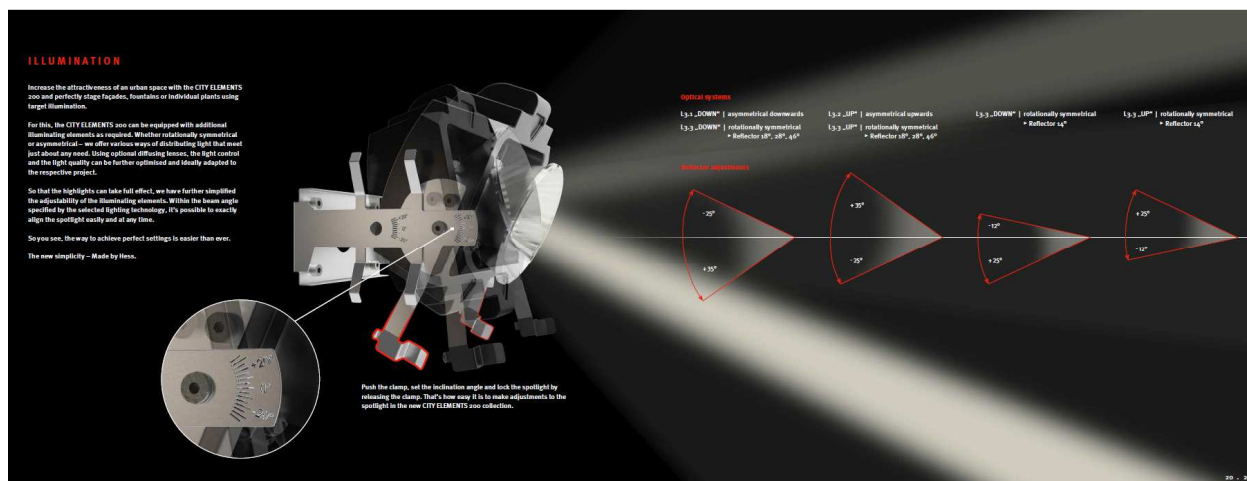 ILLUMINATION
Increase the attractiveness of an urban space with the CITY ELEMENTS
200 and perfectly stage façades, fountains or individual plants using
target illumination.
For this, the CITY ELEMENTS 200 can be equipped with additional
illuminating elements as required. Whether rotationally symmetrical
or asymmetrical – we offer various ways of distributing light that meet
just about any need. Using optional diffusing lenses, the light control
and the light quality can be further optimised and ideally adapted to
the respective project.
So that the highlights can take full effect, we have further simplified
the adjustability of the illuminating elements. Within the beam angle
specified by the selected lighting technology, it's possible to exactly
align the spotlight easily and at any time.
So you see, the way to achieve perfect settings is easier than ever.
The new simplicity – Made by Hess.
Push the clamp, set the inclination angle and lock the spotlight by
releasing the clamp. That's how easy it is to make adjustments to the
spotlight in the new CITY ELEMENTS 200 collection.
Optical systems
L3.1 „DOWN“ | asymmetrical downwards
L3.3 „DOWN“ | rotationally symmetrical
▸ Reflector 18°, 28°, 46°
L3.2 „UP“ | asymmetrical upwards
L3.3 „UP“ | rotationally symmetrical
▸ Reflector 18°, 28°, 46°
L3.3 „DOWN“ | rotationally symmetrical
▸ Reflector 14°
L3.3 „UP“ | rotationally symmetrical
▸ Reflector 14°
adjustments
-25°
+35°
+35°
-25°
-12°
+25°
+25°
-12°
0°